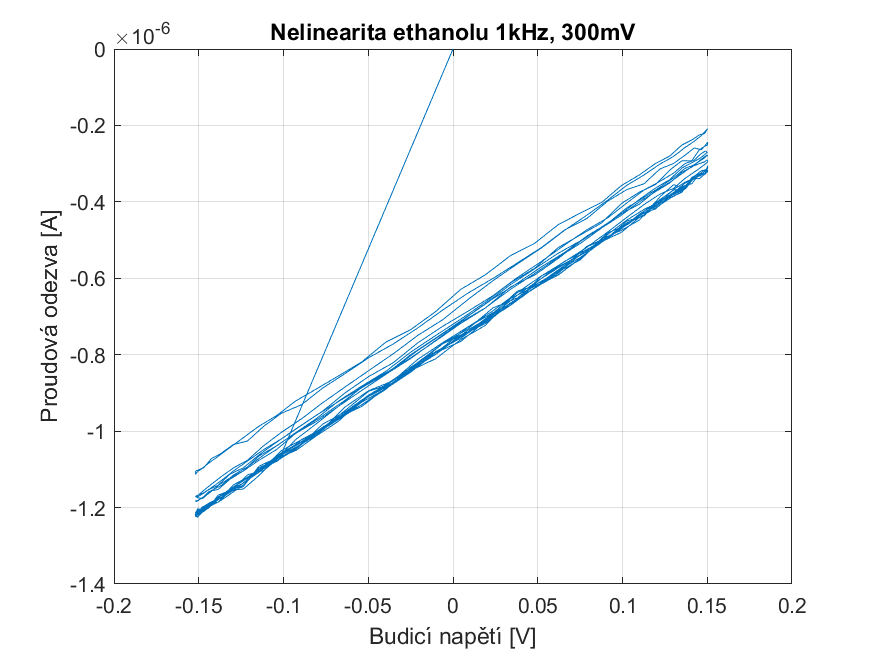 Nelinearita ethanolu 1kHz, 300mV
×10^-6
0
-0.2
-0.4
-0.6
-0.8
-1
-1.2
-1.4
-0.2 -0.15 -0.1 -0.05 0 0.05 0.1 0.15 0.2
Proudová odezva [A]
Budicí napětí [V]